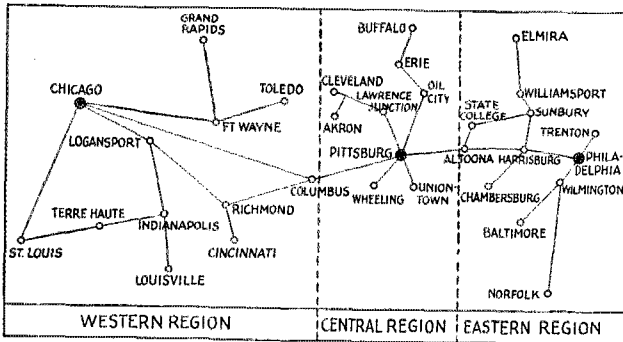 GRAND
RAPIDS
CHICAGO
TOLEDO
FT WAYNE
LOGANSPORT
COLUMBUS
RICHMOND
TERRE HAUTE
INDIANAPOLIS
ST. LOUIS
CINCINNATI
LOUISVILLE
BUFFALO
ERIE
CLEVELAND
LAWRENCE
JUNCTION
OIL
CITY
AKRON
PITTSBURG
WHEELING
UNION-
TOWN
ELMIRA
WILLIAMSPORT
STATE
COLLEGE
SUNBURY
TRENTON
ALTOONA
HARRISBURG
PHILA-
DELPHIA
WILMINGTON
CHAMBERSBURG
BALTIMORE
NORFOLK
WESTERN REGION
CENTRAL REGION
EASTERN REGION